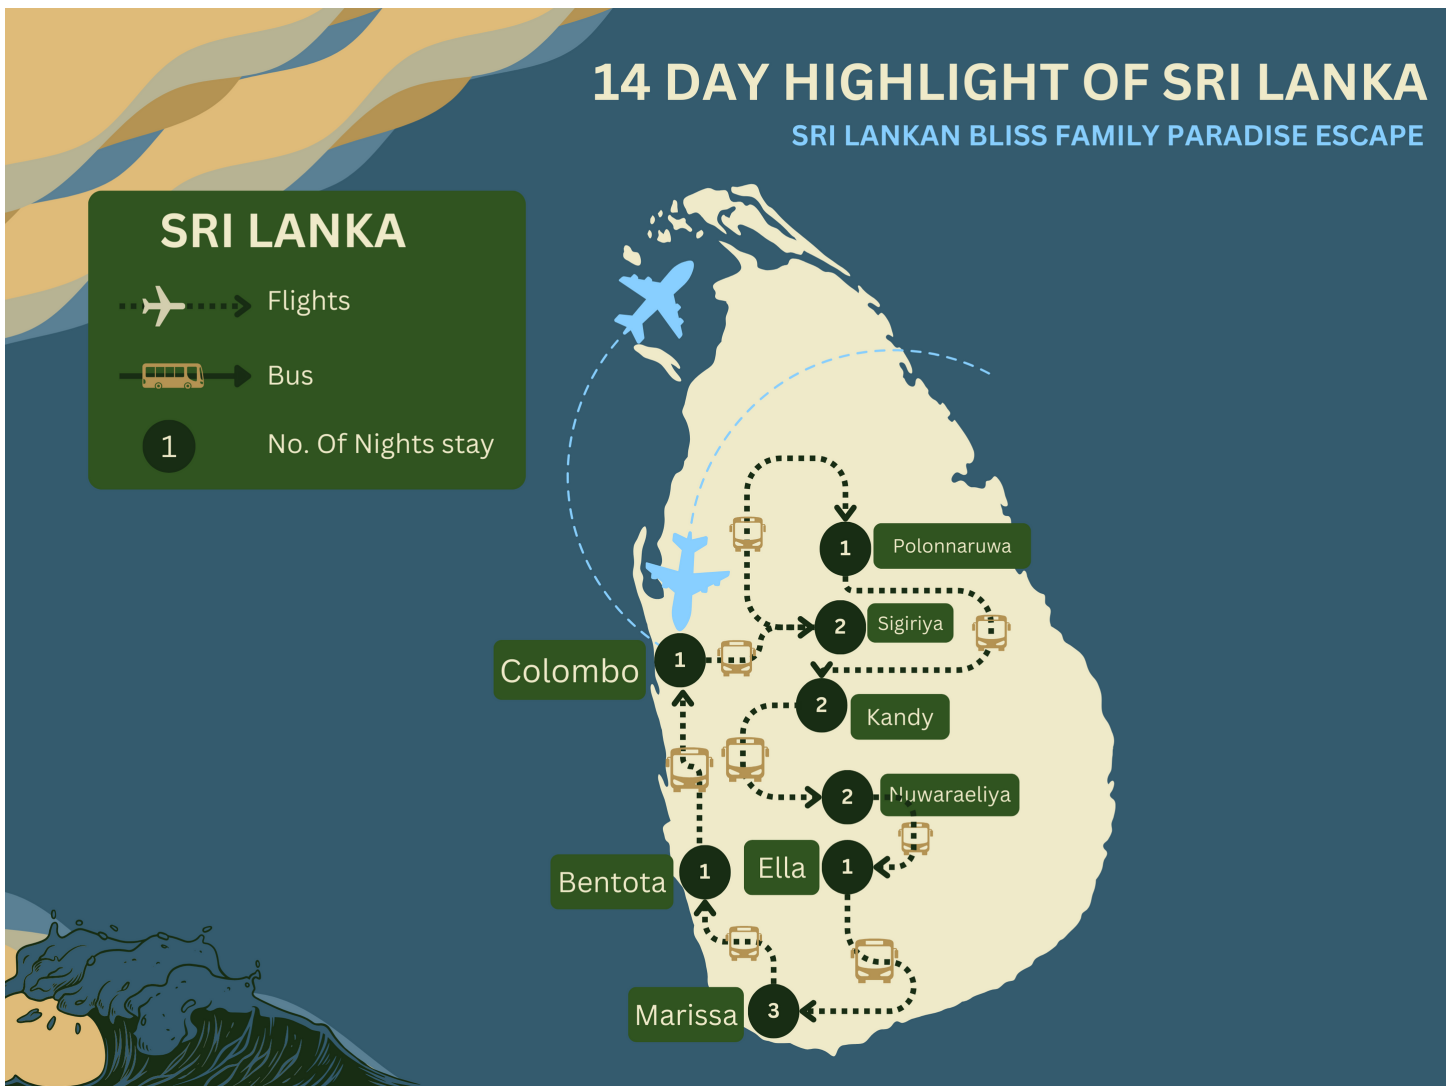 14 DAY HIGHLIGHT OF SRI LANKA
SRI LANKAN BLISS FAMILY PARADISE ESCAPE
SRI LANKA
Flights
Bus
1
No. Of Nights stay
1
Polonnaruwa
2
Sigiriya
Colombo
1
2
Kandy
2
Nuwaraeliya
Ella
1
Bentota
1
Marissa
3